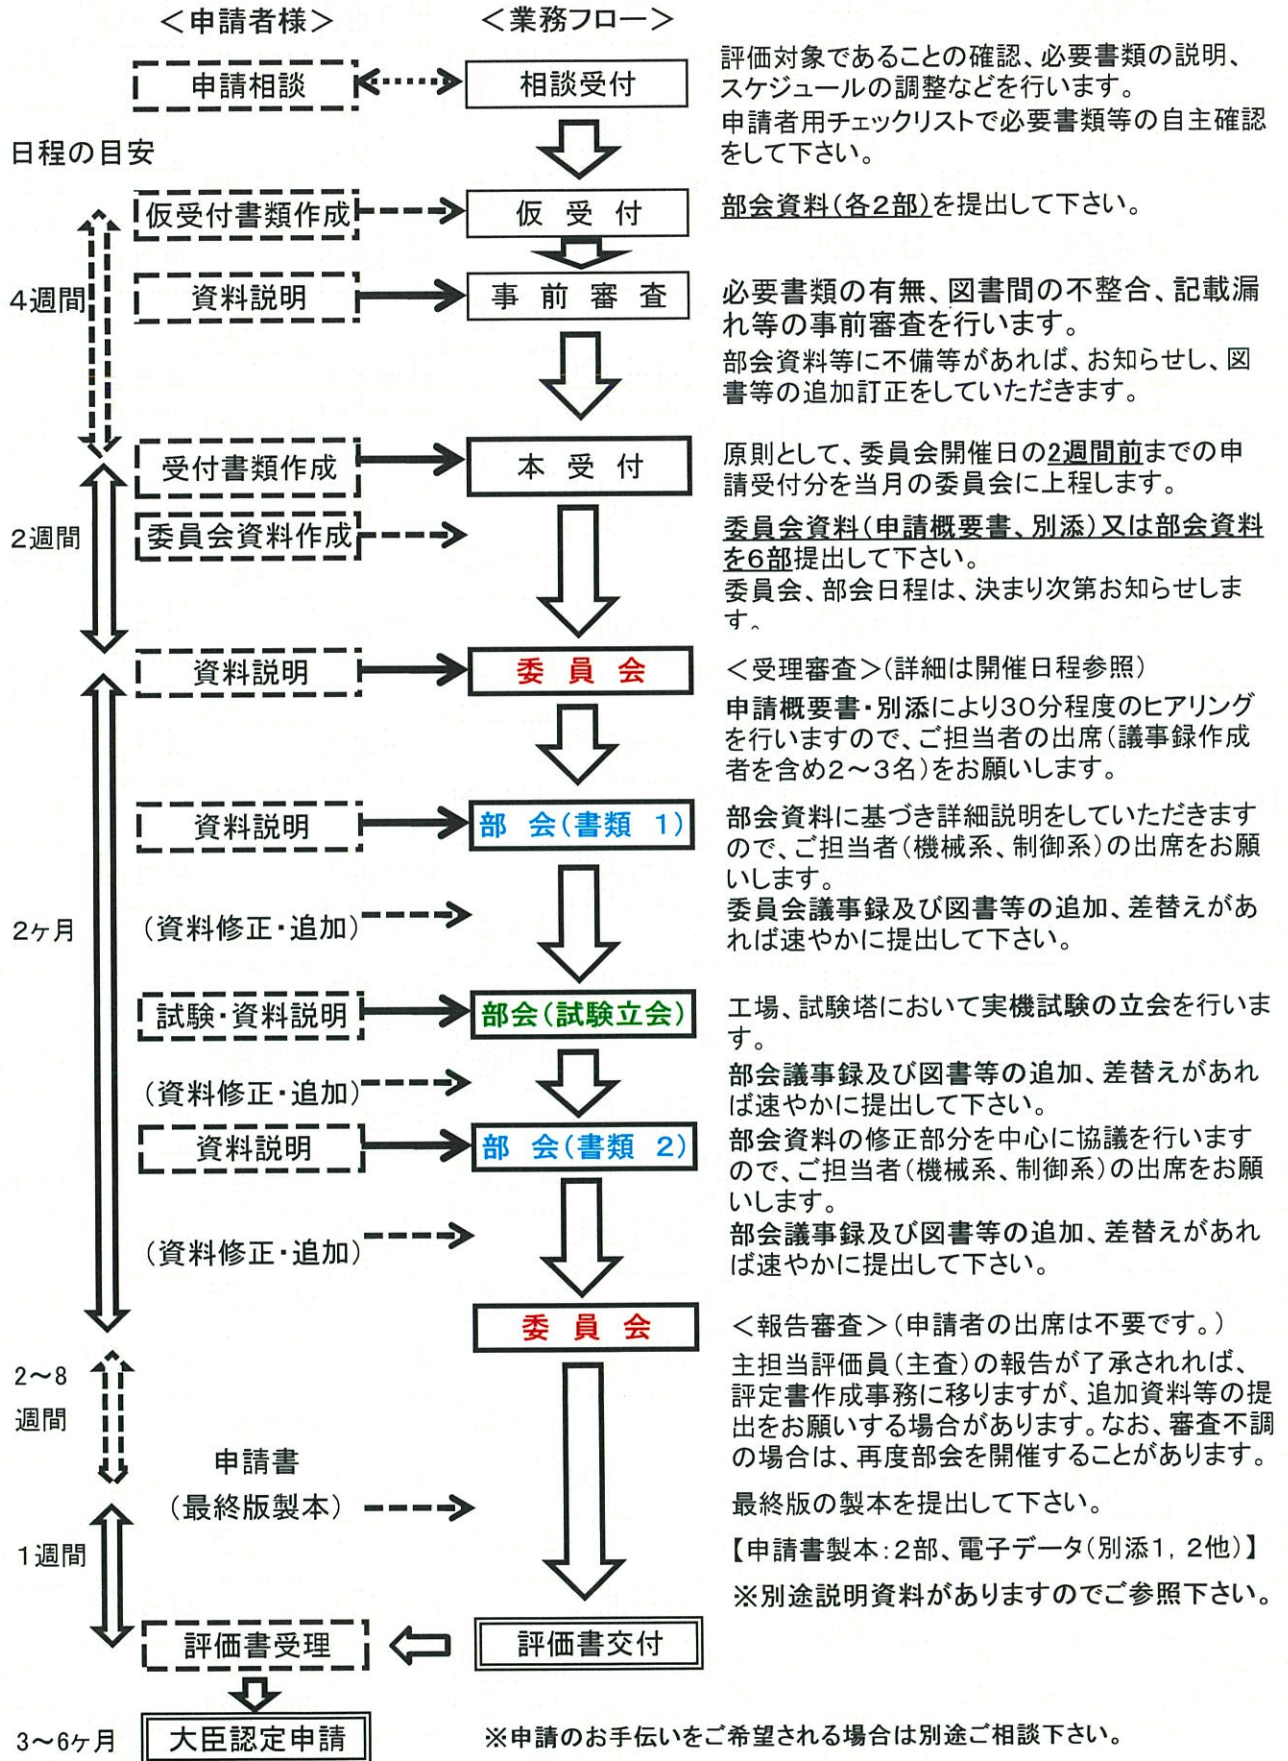 ＜申請者様＞
＜業務フロー＞
申請相談
相談受付
評価対象であることの確認、必要書類の説明、
スケジュールの調整などを行います。
申請者用チェックリストで必要書類等の自主確認
をして下さい。
日程の目安
仮受付書類作成
仮 受 付
部会資料(各2部)を提出して下さい。
4週間
資料説明
事 前 審 査
必要書類の有無、図書間の不整合、記載漏
れ等の事前審査を行います。
部会資料等に不備等があれば、お知らせし、図
書等の追加訂正をしていただきます。
受付書類作成
本 受 付
原則として、委員会開催日の2週間前までの申
請受付分を当月の委員会に上程します。
2週間
委員会資料作成
委員会資料(申請概要書、別添)又は部会資料
を6部提出して下さい。
委員会、部会日程は、決まり次第お知らせしま
す。
資料説明
委 員 会
＜受理審査＞(詳細は開催日程参照)
申請概要書・別添により30分程度のヒアリング
を行いますので、ご担当者の出席(議事録作成
者を含め2～3名)をお願いします。
資料説明
部 会(書類 1)
部会資料に基づき詳細説明をしていただきます
ので、ご担当者(機械系、制御系)の出席をお願
いします。
2ヶ月
(資料修正・追加)
委員会議事録及び図書等の追加、差替えがあ
れば速やかに提出して下さい。
試験・資料説明
部会(試験立会)
工場、試験塔において実機試験の立会を行いま
す。
(資料修正・追加)
部会議事録及び図書等の追加、差替えがあれ
ば速やかに提出して下さい。
資料説明
部 会(書類 2)
部会資料の修正部分を中心に協議を行います
ので、ご担当者(機械系、制御系)の出席をお願
いします。
(資料修正・追加)
部会議事録及び図書等の追加、差替えがあれ
ば速やかに提出して下さい。
委 員 会
＜報告審査＞(申請者の出席は不要です。)
2～8
週間
主担当評価員(主査)の報告が了承されれば、
評定書作成事務に移りますが、追加資料等の提
出をお願いする場合があります。なお、審査不調
の場合は、再度部会を開催することがあります。
申請書
(最終版製本)
最終版の製本を提出して下さい。
1週間
【申請書製本:2部、電子データ(別添1, 2他)】
※別途説明資料がありますのでご参照下さい。
評価書受理
評価書交付
3～6ヶ月
大臣認定申請
※申請のお手伝いをご希望される場合は別途ご相談下さい。